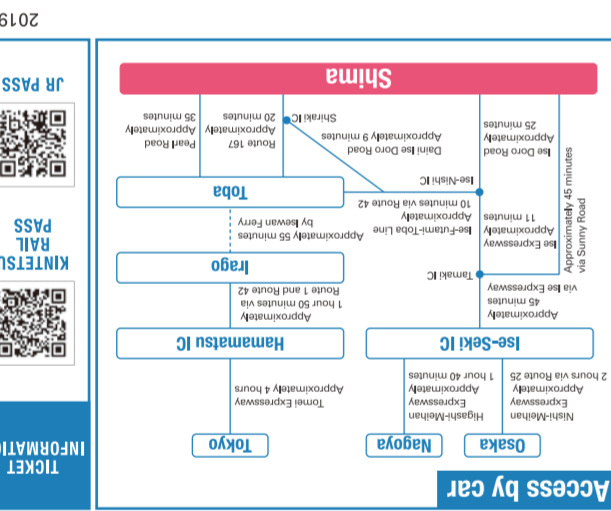 Access by car
Osaka
Nagoya
Tokyo
Nishi-Meihan
Expressway
Approximately
2 hours via Route 25
Higashi-Meihan
Expressway
Approximately
1 hour 40 minutes
Tomei Expressway
Approximately 4 hours
Ise-Seki IC
Hamamatsu IC
Approximately
45 minutes
via Ise Expressway
Approximately
1 hour 50 minutes via
Route 1 and Route 42
Tamaki IC
Irago
Approximately 45 minutes
via Sunny Road
Ise Expressway
Approximately
11 minutes
Ise-Futami-Toba Line
Approximately
10 minutes via Route 42
Approximately 55 minutes
by Isewan Ferry
Ise-Nishi IC
Toba
Ise Doro Road
Approximately
25 minutes
Daini Ise Doro Road
Approximately 9 minutes
Shiraki IC
Route 167
Approximately
20 minutes
Pearl Road
Approximately
35 minutes
Shima
TICKET
KINTETSU
RAIL
PASS
JR PASS
2019